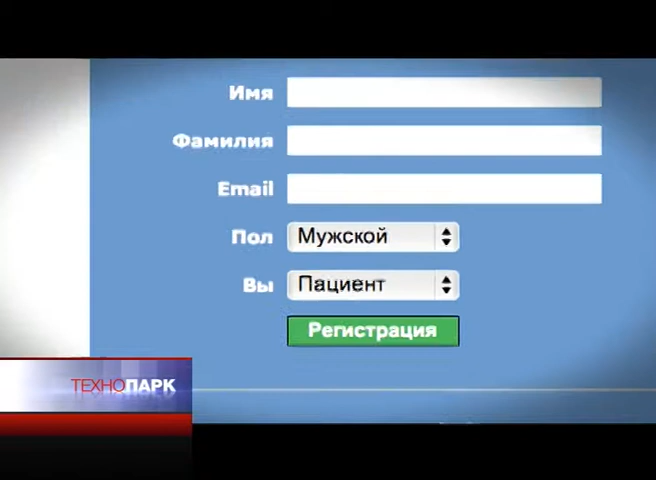 Имя
Фамилия
Email
Пол Мужской
Вы Пациент
Регистрация
ТЕХНОПАРК